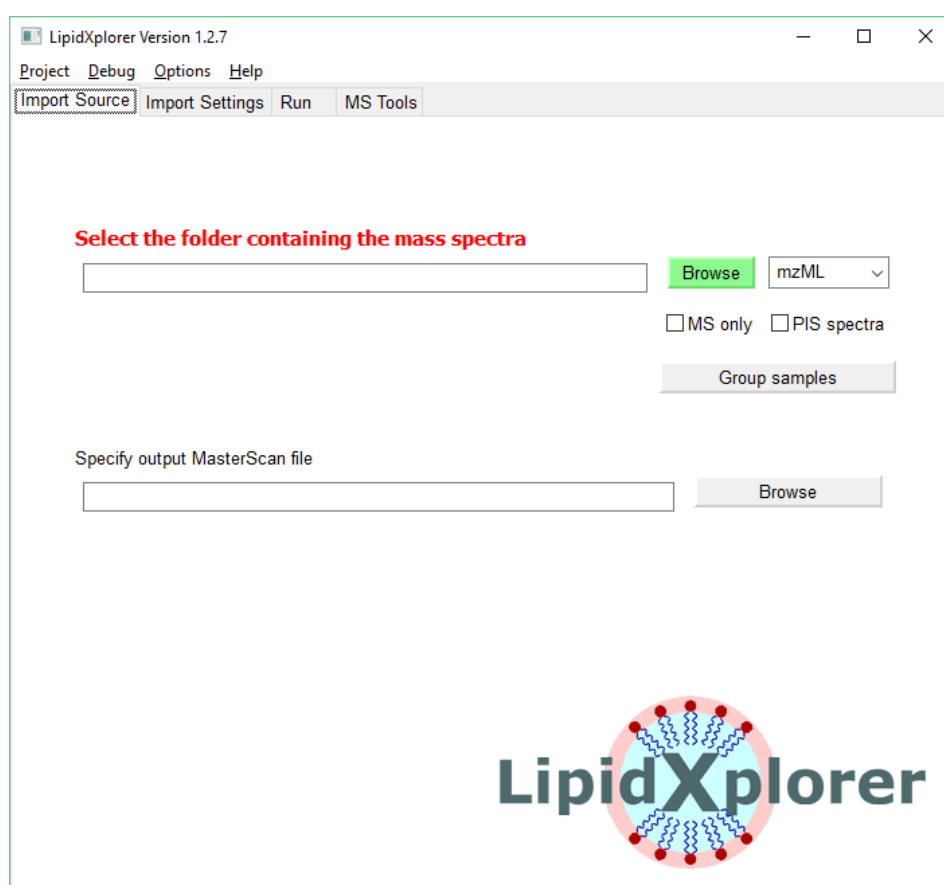 LipidXplorer Version 1.2.7
Project Debug Options Help
Import Source Import Settings Run MS Tools
Select the folder containing the mass spectra
Browse mzML
MS only PIS spectra
Group samples
Specify output MasterScan file
Browse
LipidXplorer